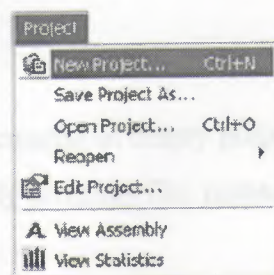 Project
New Project... Ctrl+N
Save Project As...
Open Project... Ctrl+O
Reopen
Edit Project...
View Assembly
View Statistics